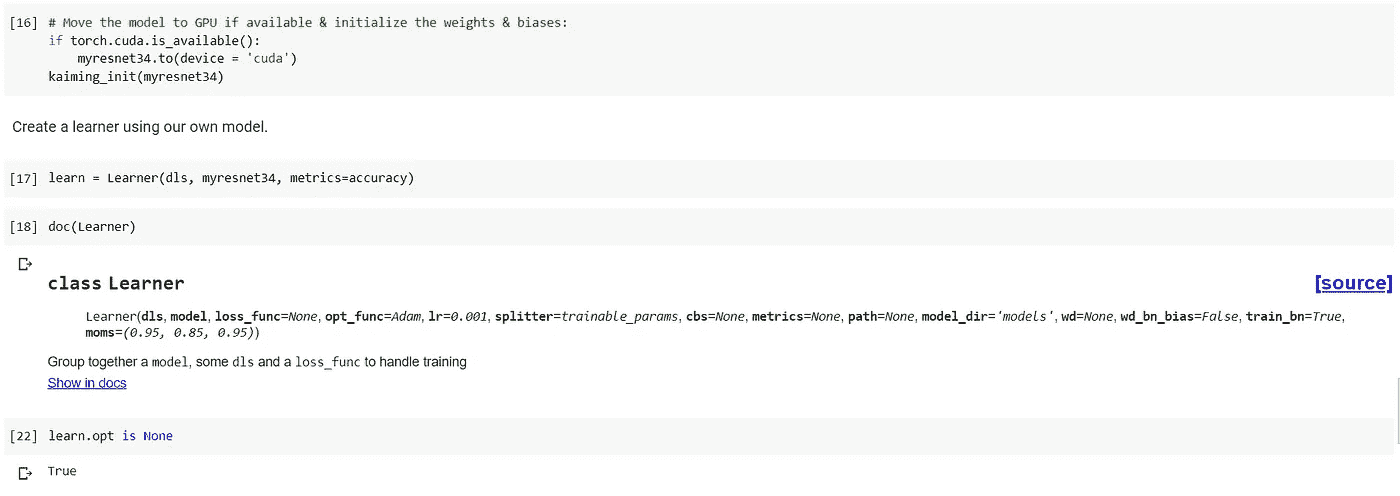 [16] # Move the model to GPU if available & initialize the weights & biases:
if torch.cuda.is_available():
    myresnet34.to(device = 'cuda')
kaiming_init(myresnet34)
Create a learner using our own model.
[17] learn = Learner(dls, myresnet34, metrics=accuracy)
[18] doc(Learner)
class Learner [source]
Learner(dls, model, loss_func=None, opt_func=Adam, lr=0.001, splitter=trainable_params, cbs=None, metrics=None, path=None, model_dir='models', wd=None, wd_bn_bias=False, train_bn=True,
moms=(0.95, 0.85, 0.95))
Group together a model, some dls and a loss_func to handle training
Show in docs
[22] learn.opt is None
True